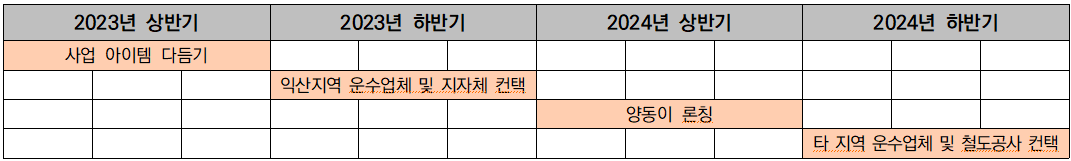 2023년 상반기 2023년 하반기 2024년 상반기 2024년 하반기
사업 아이템 다듬기
익산지역 운수업체 및 지자체 컨택
양동이 론칭
타 지역 운수업체 및 철도공사 컨택